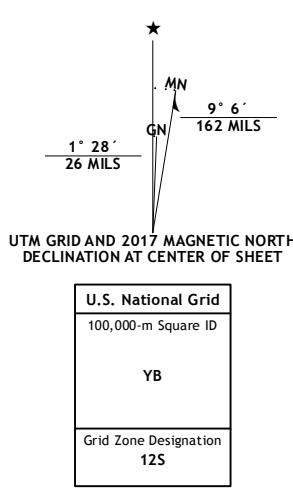 ★
MN
GN
9° 6´
162 MILS
1° 28´
26 MILS
UTM GRID AND 2017 MAGNETIC NORTH
DECLINATION AT CENTER OF SHEET
U.S. National Grid
100,000-m Square ID
YB
Grid Zone Designation
12S